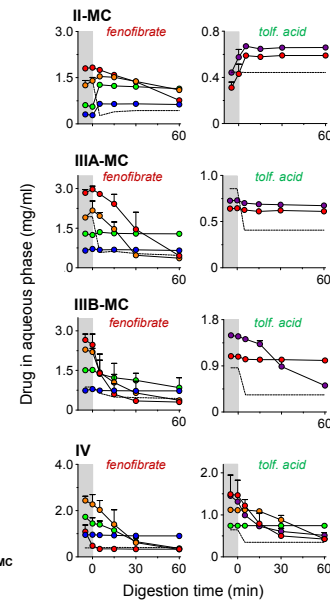 II-MC
fenofibrate
tolf. acid
3.0
1.5
0
60
0.8
0.4
0
60
IIIA-MC
fenofibrate
tolf. acid
3.0
1.5
0
60
1.0
0.5
0
IIIB-MC
fenofibrate
tolf. acid
3.0
1.5
0
60
1.8
0.9
0
IV
fenofibrate
tolf. acid
4.0
2.0
0
0
30
60
2.0
1.0
0
0
30
60
Drug in aqueous phase (mg/ml)
Digestion time (min)
MC